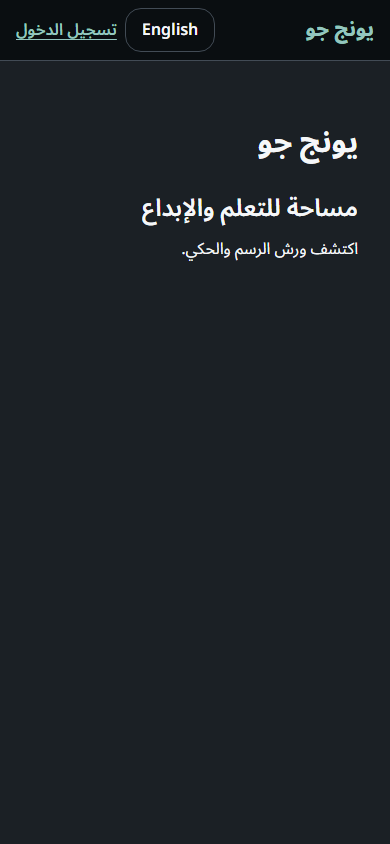 يونج جو
English
تسجيل الدخول
يونج جو
مساحة للتعلم والإبداع
اكتشف ورش الرسم والحكي.